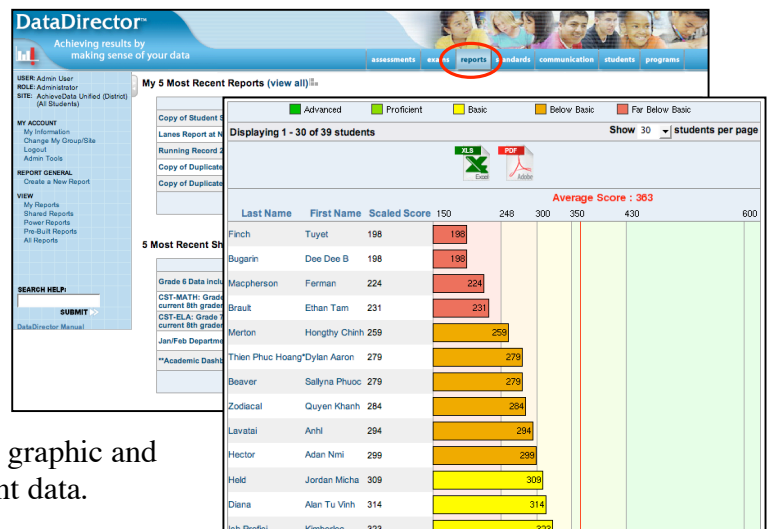 DataDirector™
Achieving results by
making sense of your data
assessments exams reports standards communication students programs
USER: Admin User
ROLE: Administrator
SITE: AchieveData Unified (District)
(All Students)
MY ACCOUNT
My Information
Change My Group/Site
Logout
Admin Tools
REPORT GENERAL
Create a New Report
VIEW
My Reports
Shared Reports
Power Reports
Pre-Built Reports
All Reports
SEARCH HELP:
SUBMIT
DataDirector Manual
My 5 Most Recent Reports (view all)
Copy of Student S
Lanes Report at N
Running Record 2
Copy of Duplicate
Copy of Duplicate
5 Most Recent Sh
Grade 6 Data inclu
CST-MATH: Grade
current 8th grader
CST-ELA: Grade 7
current 8th grader
Jan/Feb Departme
**Academic Dashb
Advanced Proficient Basic Below Basic Far Below Basic
Displaying 1 - 30 of 39 students Show 30 students per page
XLS Excel PDF Adobe
Average Score : 363
Last Name First Name Scaled Score 150 248 300 350 430 600
Finch Tuyet 198 198
Bugarin Dee Dee B 198 198
Macpherson Ferman 224 224
Brault Ethan Tam 231 231
Merton Hongthy Chinh 259 259
Thien Phuc Hoang*Dylan Aaron 279 279
Beaver Sallyna Phuoc 279 279
Zodiacal Quyen Khanh 284 284
Lavatai Anhl 294 294
Hector Adan Nmi 299 299
Held Jordan Micha 309 309
Diana Alan Tu Vinh 314 314
Kimberlee 323 323
graphic and
nt data.